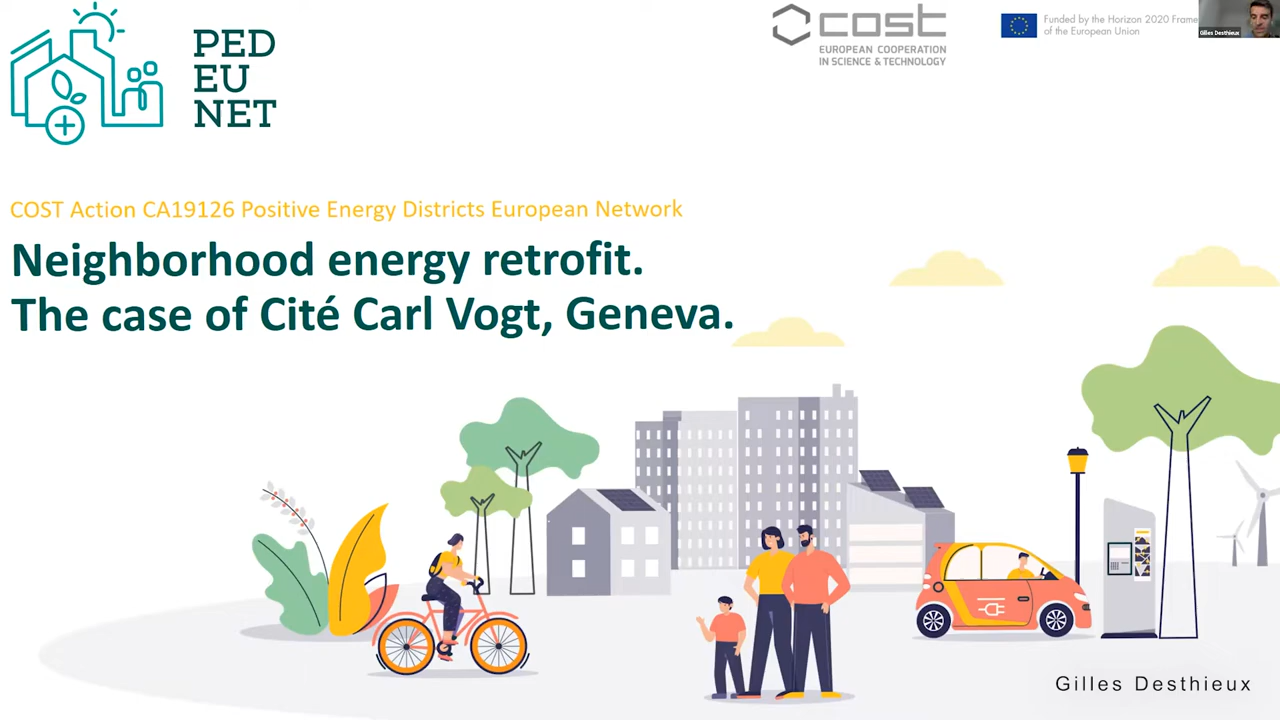 PED
EU
NET
COST
EUROPEAN COOPERATION
IN SCIENCE & TECHNOLOGY
Funded by the Horizon 2020 Frame
of the European Union
Gilles Desthieux
COST Action CA19126 Positive Energy Districts European Network
Neighborhood energy retrofit.
The case of Cité Carl Vogt, Geneva.
Gilles Desthieux